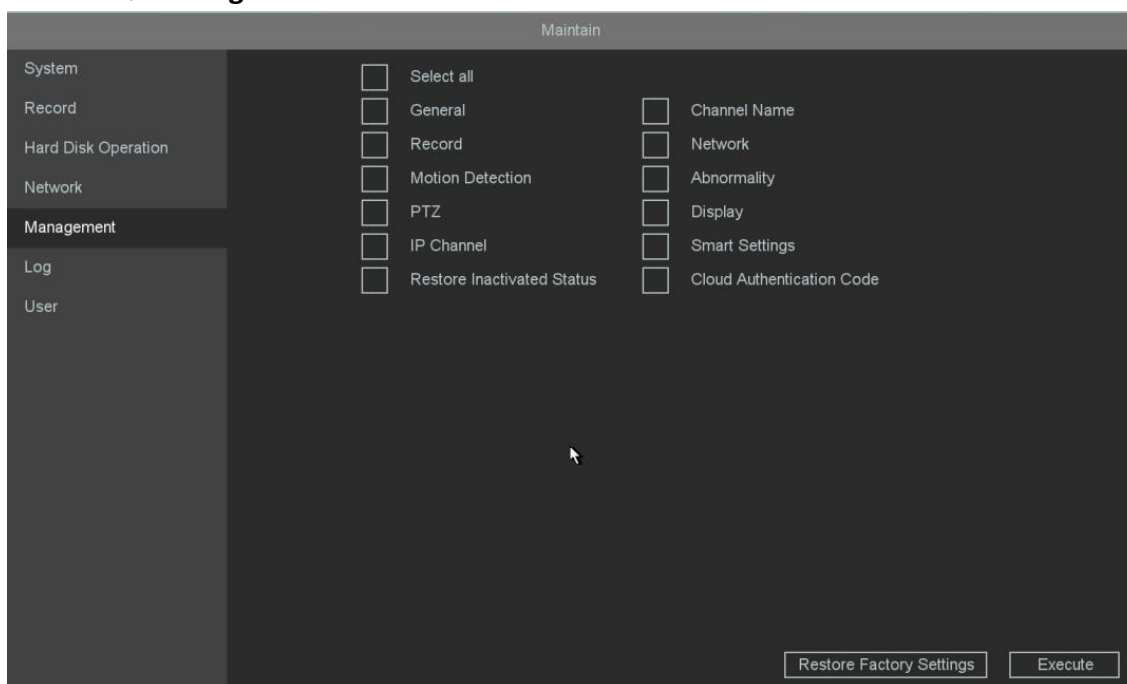 Maintain
System
Record
Hard Disk Operation
Network
Management
Log
User
Select all
General
Channel Name
Record
Network
Motion Detection
Abnormality
PTZ
Display
IP Channel
Smart Settings
Restore Inactivated Status
Cloud Authentication Code
Restore Factory Settings
Execute